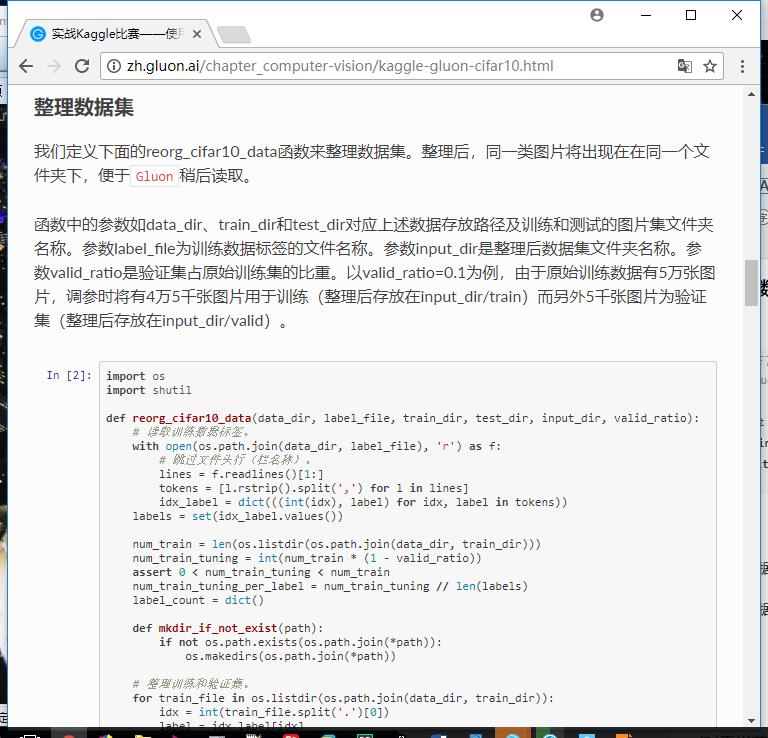 实战Kaggle比赛——使用
zh.gluon.ai/chapter_computer-vision/kaggle-gluon-cifar10.html
整理数据集
我们定义下面的reorg_cifar10_data函数来整理数据集。整理后，同一类图片将出现在在同一个文
件夹下，便于 Gluon 稍后读取。
函数中的参数如data_dir、train_dir和test_dir对应上述数据存放路径及训练和测试的图片集文件夹
名称。参数label_file为训练数据标签的文件名称。参数input_dir是整理后数据集文件夹名称。参
数valid_ratio是验证集占原始训练集的比重。以valid_ratio=0.1为例，由于原始训练数据有5万张图
片，调参时将有4万5千张图片用于训练（整理后存放在input_dir/train）而另外5千张图片为验证
集（整理后存放在input_dir/valid）。
In [2]:
import os
import shutil
def reorg_cifar10_data(data_dir, label_file, train_dir, test_dir, input_dir, valid_ratio):
# 读取训练数据标签。
with open(os.path.join(data_dir, label_file), 'r') as f:
# 跳过文件头行（栏名称）。
lines = f.readlines()[1:]
tokens = [l.rstrip().split(',') for l in lines]
idx_label = dict(((int(idx), label) for idx, label in tokens))
labels = set(idx_label.values())
num_train = len(os.listdir(os.path.join(data_dir, train_dir)))
num_train_tuning = int(num_train * (1 - valid_ratio))
assert 0 < num_train_tuning < num_train
num_train_tuning_per_label = num_train_tuning // len(labels)
label_count = dict()
def mkdir_if_not_exist(path):
if not os.path.exists(os.path.join(*path)):
os.makedirs(os.path.join(*path))
# 整理训练和验证集。
for train_file in os.listdir(os.path.join(data_dir, train_dir)):
idx = int(train_file.split('.')[0])
label = idx_label[idx]